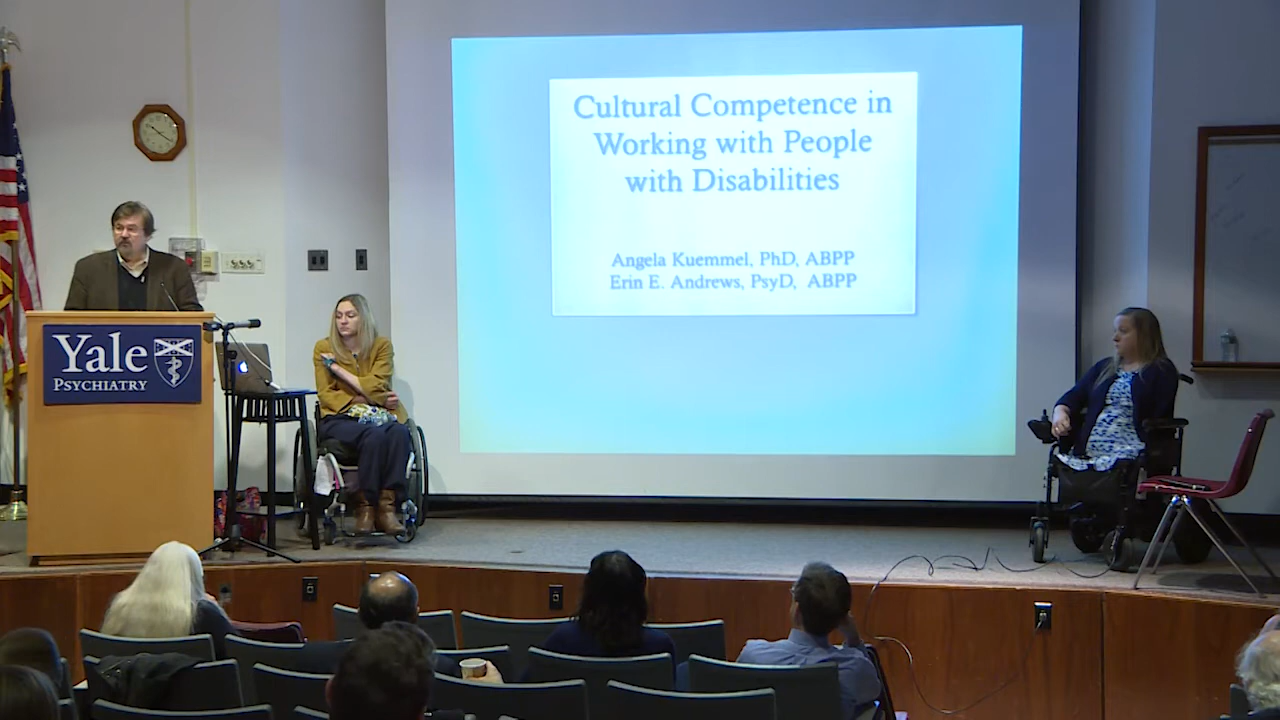 Cultural Competence in
Working with People
with Disabilities
Angela Kuemmel, PhD, ABPP
Erin E. Andrews, PsyD, ABPP
Yale
PSYCHIATRY